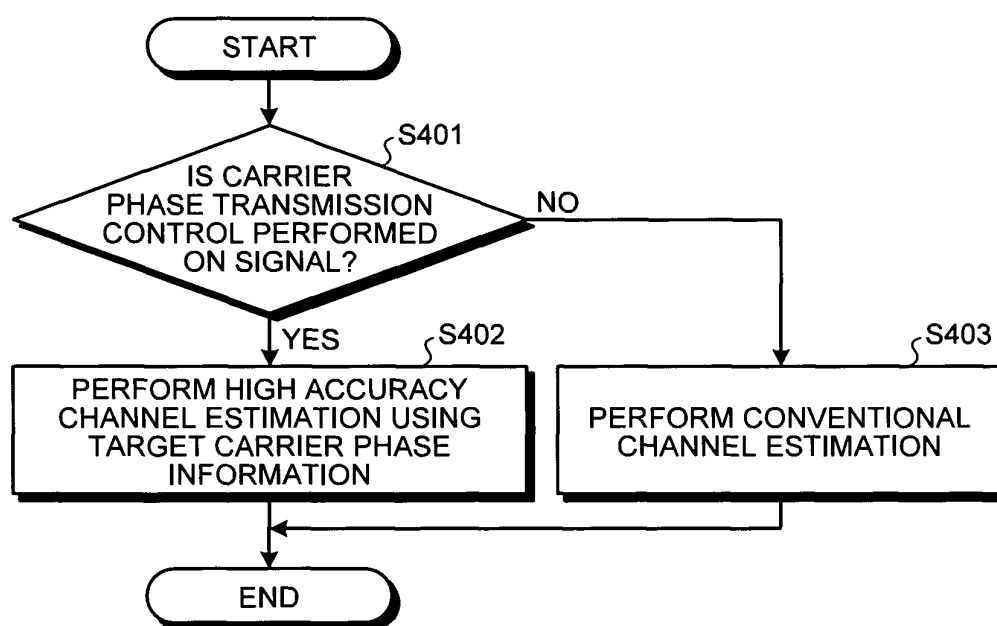 START
S401
IS CARRIER
PHASE TRANSMISSION
CONTROL PERFORMED
ON SIGNAL?
NO
YES
S402
PERFORM HIGH ACCURACY
CHANNEL ESTIMATION USING
TARGET CARRIER PHASE
INFORMATION
S403
PERFORM CONVENTIONAL
CHANNEL ESTIMATION
END